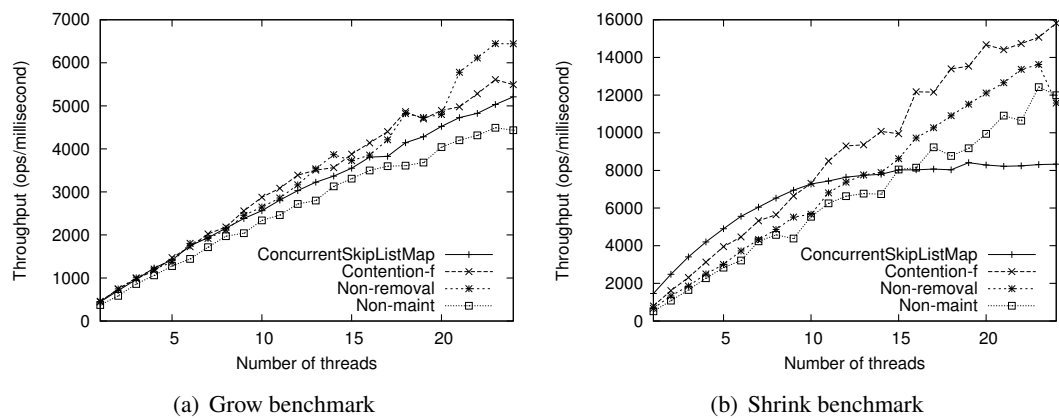 7000
6000
5000
4000
3000
2000
1000
0
Throughput (ops/millisecond)
5 10 15 20
Number of threads
ConcurrentSkipListMap
Contention-f
Non-removal
Non-maint
(a) Grow benchmark
16000
14000
12000
10000
8000
6000
4000
2000
0
Throughput (ops/millisecond)
5 10 15 20
Number of threads
ConcurrentSkipListMap
Contention-f
Non-removal
Non-maint
(b) Shrink benchmark